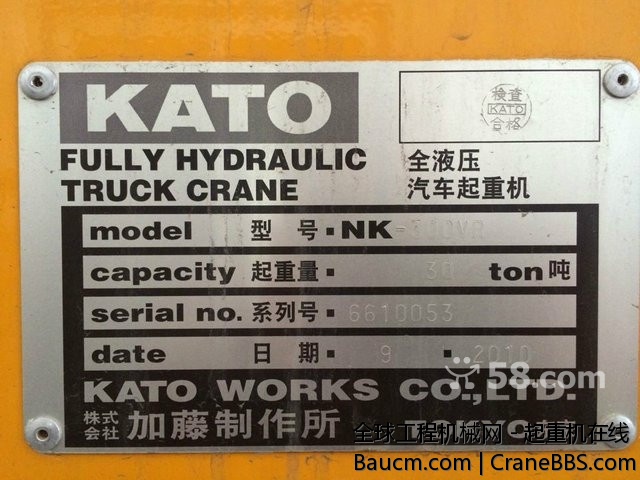 KATO
検査
KATO
合格
FULLY HYDRAULIC
TRUCK CRANE
全液压
汽车起重机
model 型 号 ▪ NK-300VR
capacity 起重量 ▪ 30 ton 吨
serial no. 系列号 ▪ 6610053
date 日 期 ▪ 9 ▪ 2010
KATO WORKS CO.,LTD.
株式会社 加藤制作所
58.com
全球工程机械网 起重机在线
Baucm.com | CraneBBS.com